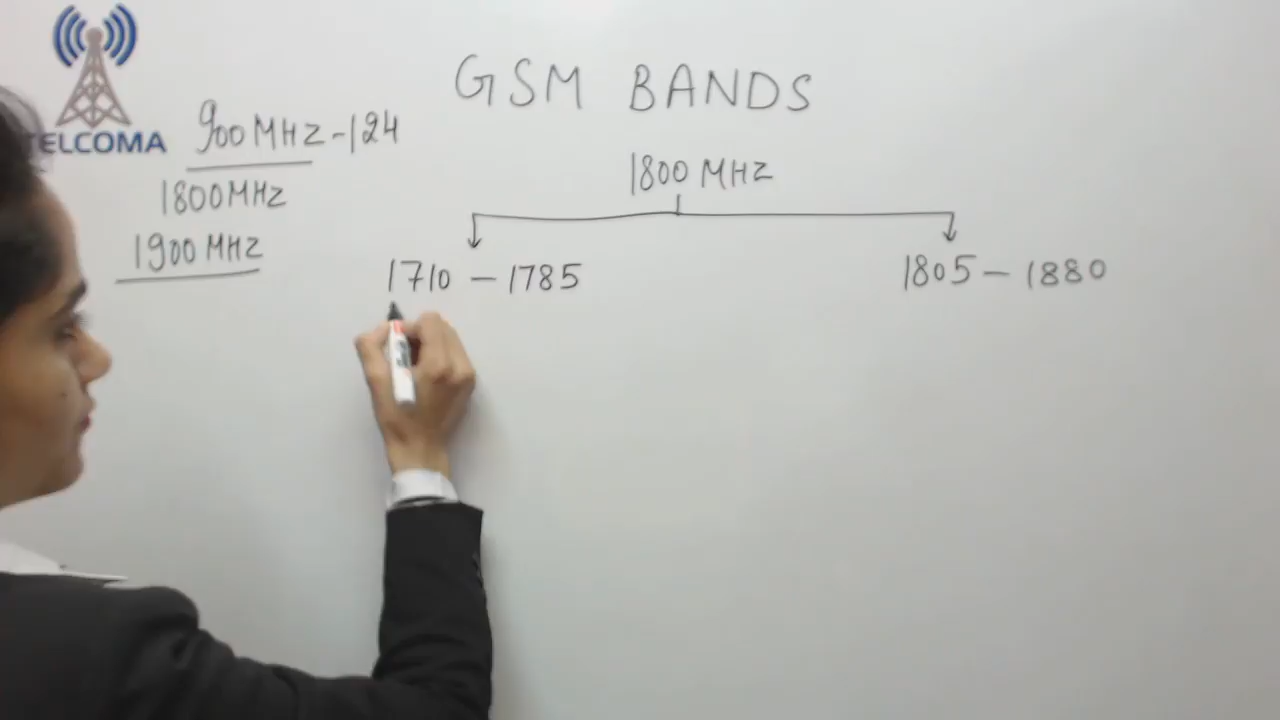 GSM BANDS
TELCOMA
900 MHZ - 124
1800 MHZ
1900 MHZ
1800 MHZ
1710 - 1785
1805 - 1880